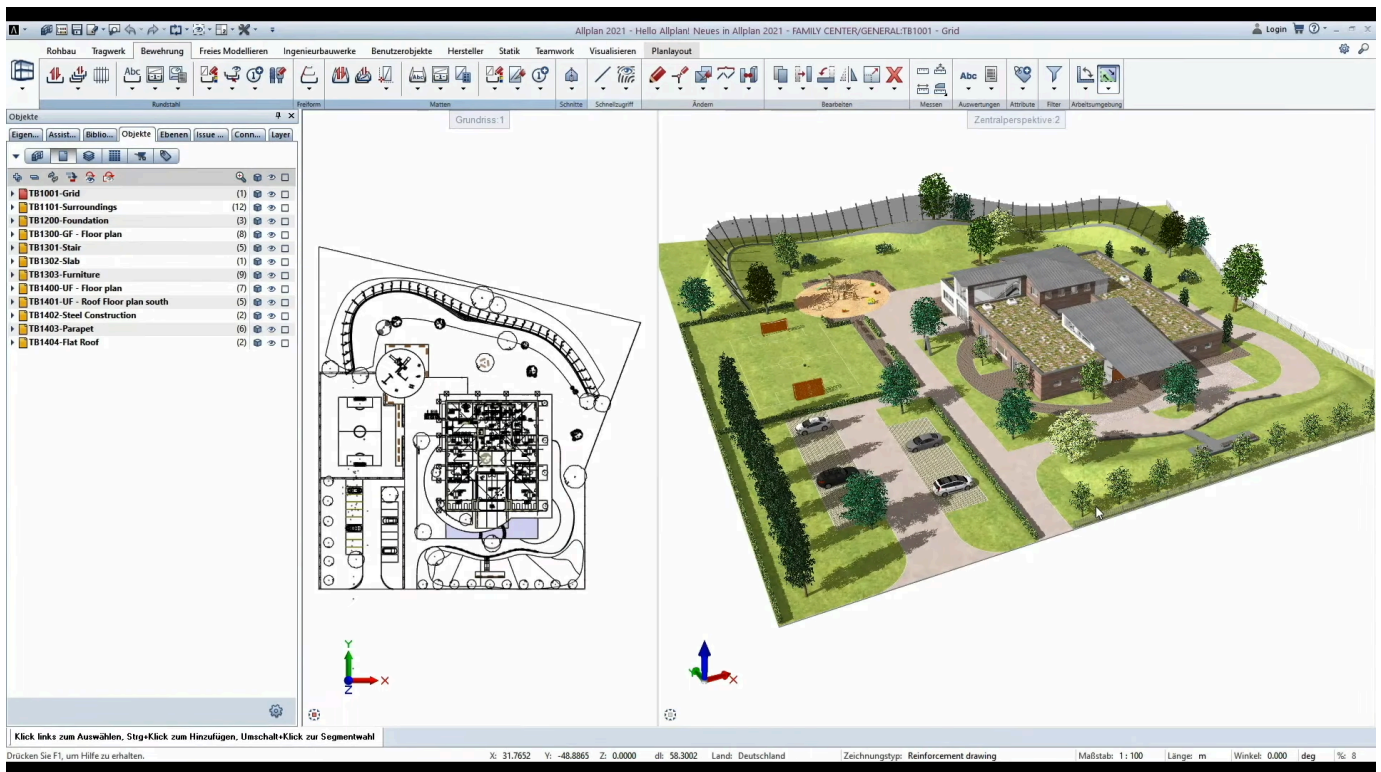 Allplan 2021 - Hello Allplan! Neues in Allplan 2021 - FAMILY CENTER/GENERAL:TB1001 - Grid
Login
Rohbau Tragwerk Bewehrung Freies Modellieren Ingenieurbauwerke Benutzerobjekte Hersteller Statik Teamwork Visualisieren Planlayout
Abc
Abc
Rundstahl Freiform Matten Schnitte Schnellzugriff Ändern Bearbeiten Messen Auswertungen Attribute Filter Arbeitsumgebung
Objekte
Eigen... Assist... Biblio... Objekte Ebenen Issue ... Conn... Layer
Grundriss:1
Zentralperspektive:2
TB1001-Grid (1)
TB1101-Surroundings (12)
TB1200-Foundation (3)
TB1300-GF - Floor plan (8)
TB1301-Stair (5)
TB1302-Slab (1)
TB1303-Furniture (9)
TB1400-UF - Floor plan (7)
TB1401-UF - Roof Floor plan south (5)
TB1402-Steel Construction (2)
TB1403-Parapet (6)
TB1404-Flat Roof (2)
Y
X
Z
Y
X
Klick links zum Auswählen, Strg+Klick zum Hinzufügen, Umschalt+Klick zur Segmentwahl
Drücken Sie F1, um Hilfe zu erhalten. X: 31.7652 Y: -48.8865 Z: 0.0000 dl: 58.3002 Land: Deutschland Zeichnungstyp: Reinforcement drawing Maßstab: 1 : 100 Länge: m Winkel: 0.000 deg %: 8